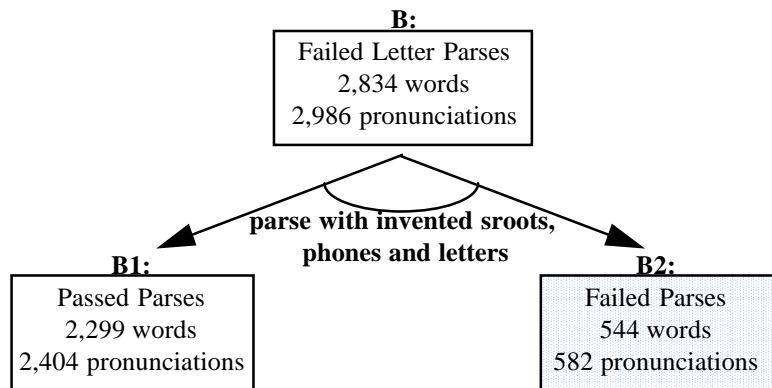 B:
Failed Letter Parses
2,834 words
2,986 pronunciations
parse with invented sroots,
phones and letters
B1:
Passed Parses
2,299 words
2,404 pronunciations
B2:
Failed Parses
544 words
582 pronunciations